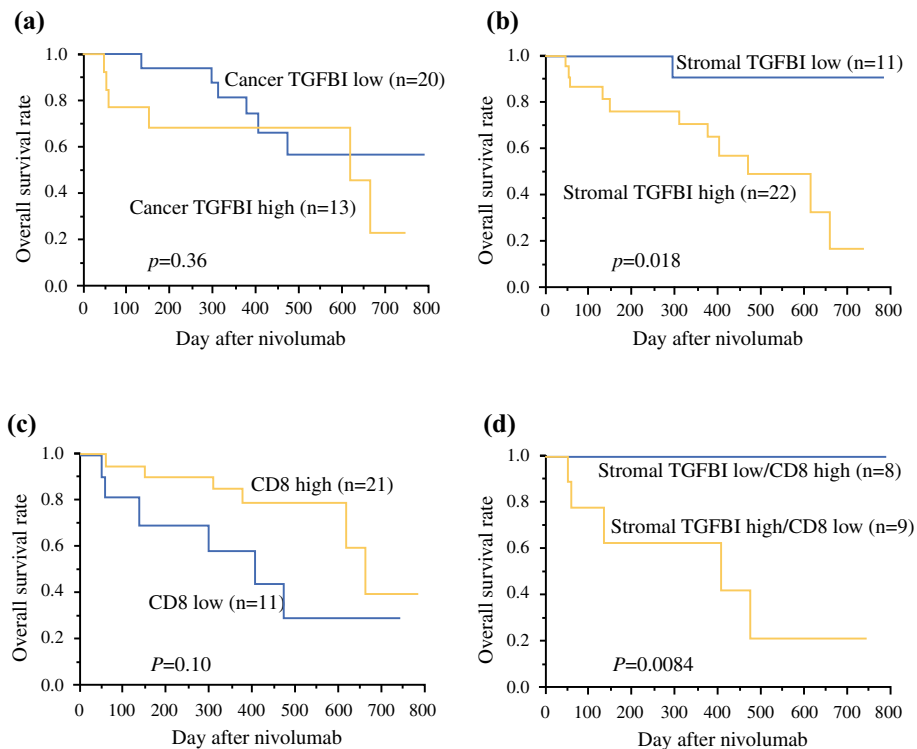 (a)
1.0
0.8
0.6
0.4
0.2
0.0
Overall survival rate
Cancer TGFBI low (n=20)
Cancer TGFBI high (n=13)
p=0.36
0 100 200 300 400 500 600 700 800
Day after nivolumab
(b)
1.0
0.8
0.6
0.4
0.2
0.0
Overall survival rate
Stromal TGFBI low (n=11)
Stromal TGFBI high (n=22)
p=0.018
0 100 200 300 400 500 600 700 800
Day after nivolumab
(c)
1.0
0.8
0.6
0.4
0.2
0.0
Overall survival rate
CD8 high (n=21)
CD8 low (n=11)
P=0.10
0 100 200 300 400 500 600 700 800
Day after nivolumab
(d)
1.0
0.8
0.6
0.4
0.2
0.0
Overall survival rate
Stromal TGFBI low/CD8 high (n=8)
Stromal TGFBI high/CD8 low (n=9)
P=0.0084
0 100 200 300 400 500 600 700 800
Day after nivolumab